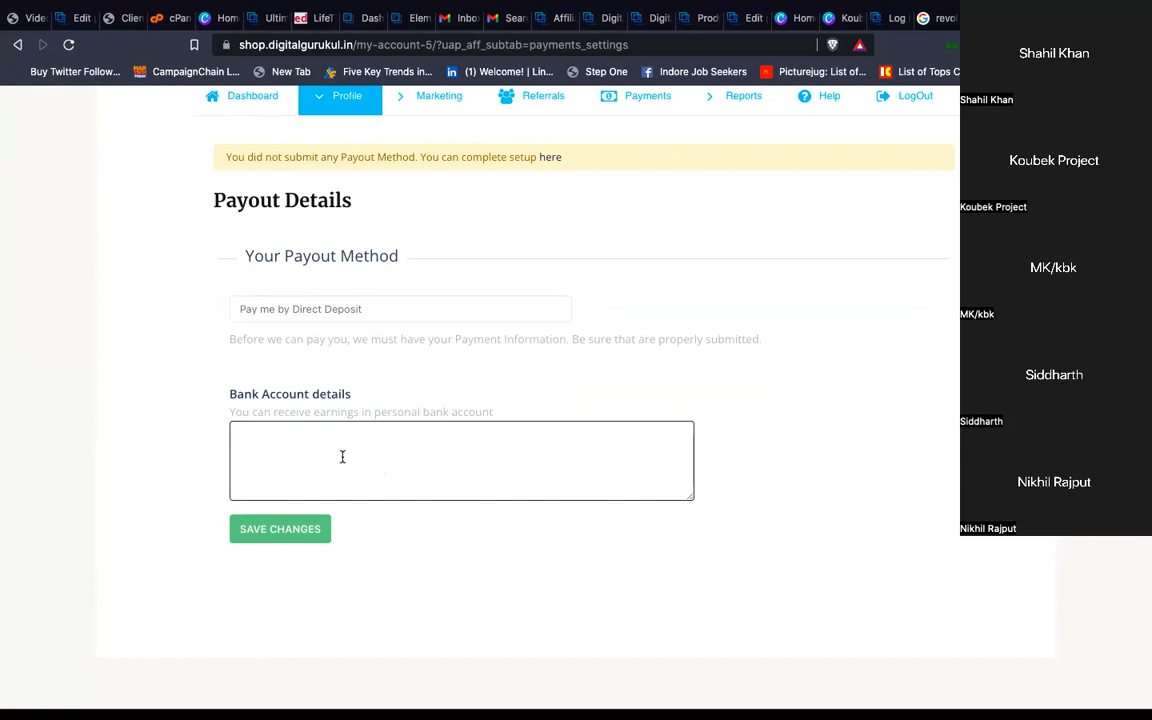 Vide Edit Clien cPan Hom Ultin LifeT Dash Elem Inbo Sear Affili Digit Digit Prod Edit Hom Koub Log revol
shop.digitalgurukul.in/my-account-5/?uap_aff_subtab=payments_settings
Buy Twitter Follow... CampaignChain L... New Tab Five Key Trends in... (1) Welcome! | Lin... Step One Indore Job Seekers Picturejug: List of... List of Tops C
Dashboard Profile Marketing Referrals Payments Reports Help LogOut
You did not submit any Payout Method. You can complete setup here
Payout Details
Your Payout Method
Pay me by Direct Deposit
Before we can pay you, we must have your Payment Information. Be sure that are properly submitted.
Bank Account details
You can receive earnings in personal bank account
SAVE CHANGES
Shahil Khan
Shahil Khan
Koubek Project
Koubek Project
MK/kbk
MK/kbk
Siddharth
Siddharth
Nikhil Rajput
Nikhil Rajput